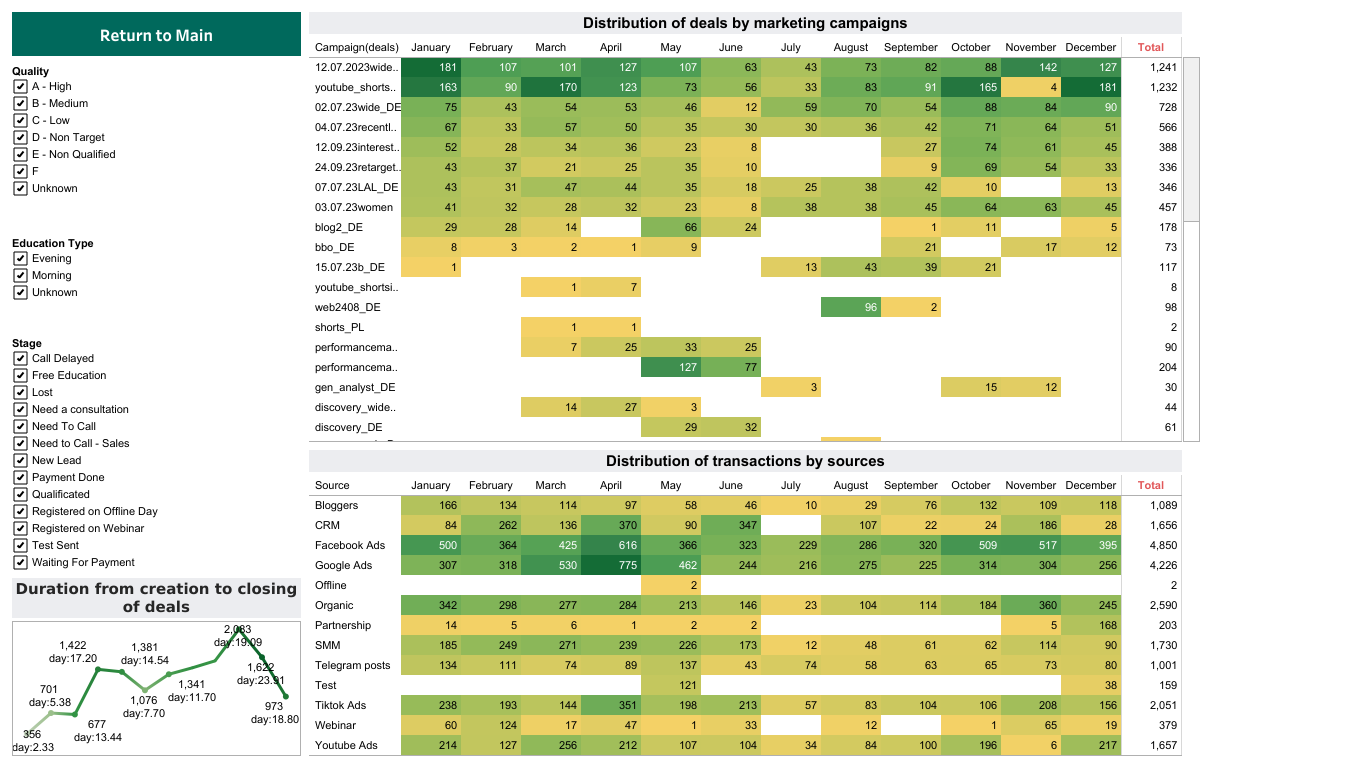 Return to Main
Quality
A - High
B - Medium
C - Low
D - Non Target
E - Non Qualified
F
Unknown
Education Type
Evening
Morning
Unknown
Stage
Call Delayed
Free Education
Lost
Need a consultation
Need To Call
Need to Call - Sales
New Lead
Payment Done
Qualificated
Registered on Offline Day
Registered on Webinar
Test Sent
Waiting For Payment
Duration from creation to closing
of deals
356
day:2.33
701
day:5.38
677
day:13.44
1,422
day:17.20
1,076
day:7.70
1,381
day:14.54
1,341
day:11.70
2,083
day:19.09
1,622
day:23.91
973
day:18.80
Distribution of deals by marketing campaigns
Campaign(deals) January February March April May June July August September October November December Total
12.07.2023wide.. 181 107 101 127 107 63 43 73 82 88 142 127 1,241
youtube_shorts.. 163 90 170 123 73 56 33 83 91 165 4 181 1,232
02.07.23wide_DE 75 43 54 53 46 12 59 70 54 88 84 90 728
04.07.23recentl.. 67 33 57 50 35 30 30 36 42 71 64 51 566
12.09.23interest.. 52 28 34 36 23 8 27 74 61 45 388
24.09.23retarget.. 43 37 21 25 35 10 9 69 54 33 336
07.07.23LAL_DE 43 31 47 44 35 18 25 38 42 10 13 346
03.07.23women 41 32 28 32 23 8 38 38 45 64 63 45 457
blog2_DE 29 28 14 66 24 1 11 5 178
bbo_DE 8 3 2 1 9 21 17 12 73
15.07.23b_DE 1 13 43 39 21 117
youtube_shortsi.. 1 7 8
web2408_DE 96 2 98
shorts_PL 1 1 2
performancema.. 7 25 33 25 90
performancema.. 127 77 204
gen_analyst_DE 3 15 12 30
discovery_wide.. 14 27 3 44
discovery_DE 29 32 61
Distribution of transactions by sources
Source January February March April May June July August September October November December Total
Bloggers 166 134 114 97 58 46 10 29 76 132 109 118 1,089
CRM 84 262 136 370 90 347 107 22 24 186 28 1,656
Facebook Ads 500 364 425 616 366 323 229 286 320 509 517 395 4,850
Google Ads 307 318 530 775 462 244 216 275 225 314 304 256 4,226
Offline 2 2
Organic 342 298 277 284 213 146 23 104 114 184 360 245 2,590
Partnership 14 5 6 1 2 2 5 168 203
SMM 185 249 271 239 226 173 12 48 61 62 114 90 1,730
Telegram posts 134 111 74 89 137 43 74 58 63 65 73 80 1,001
Test 121 38 159
Tiktok Ads 238 193 144 351 198 213 57 83 104 106 208 156 2,051
Webinar 60 124 17 47 1 33 12 1 65 19 379
Youtube Ads 214 127 256 212 107 104 34 84 100 196 6 217 1,657